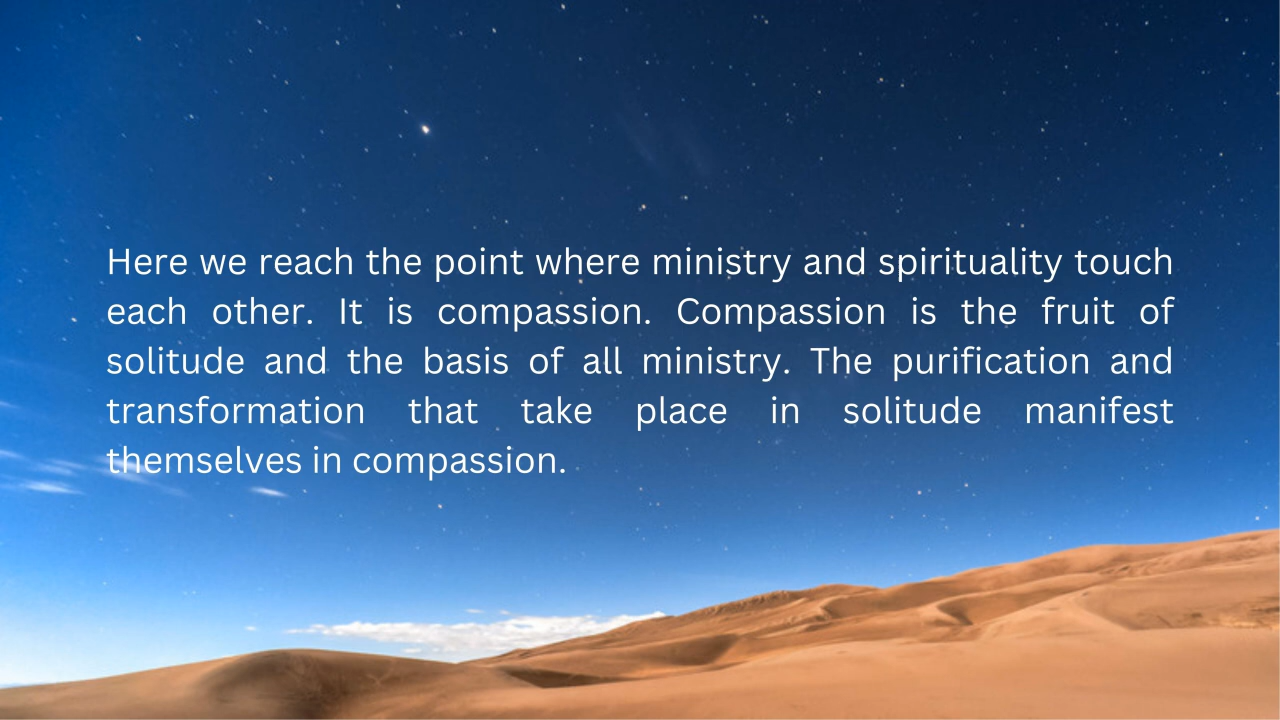 Here we reach the point where ministry and spirituality touch
each other. It is compassion. Compassion is the fruit of
solitude and the basis of all ministry. The purification and
transformation that take place in solitude manifest
themselves in compassion.